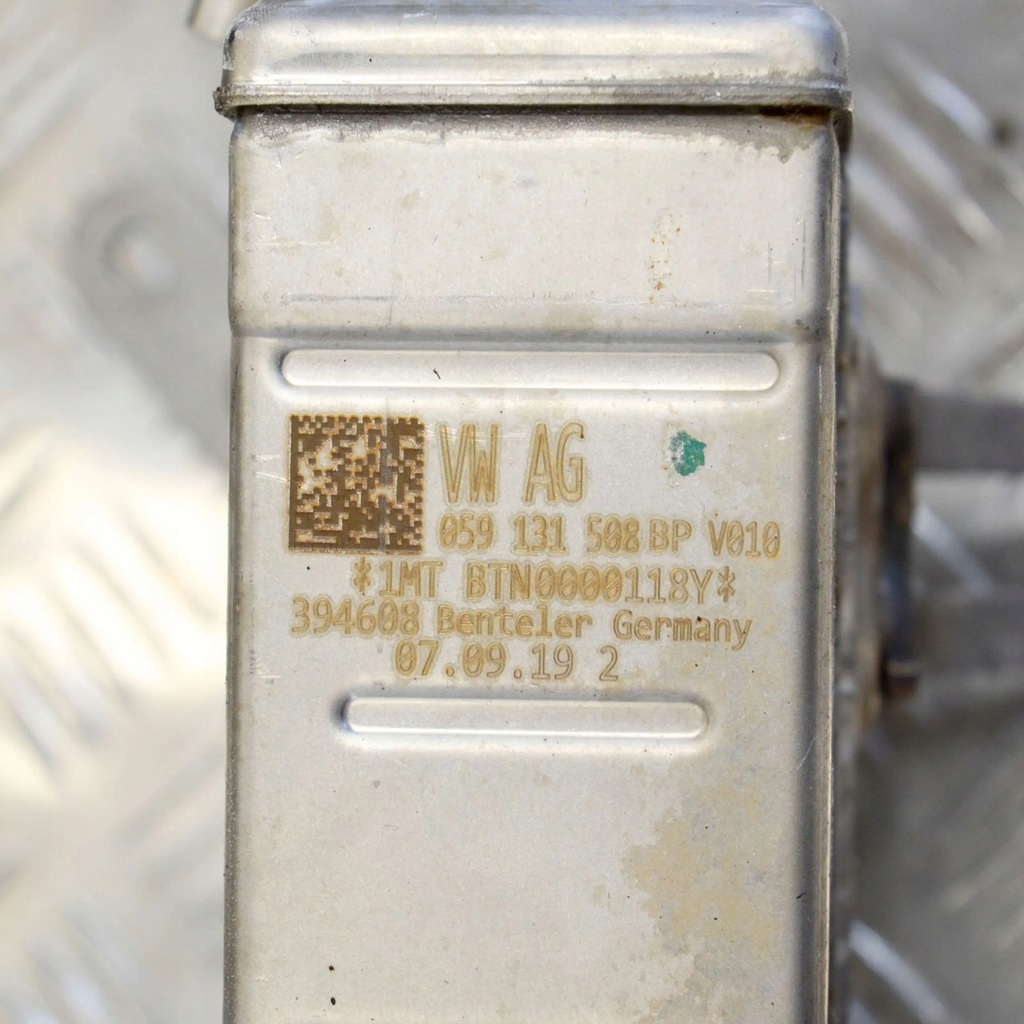 VW AG
059 131 508 BP V010
*1MT BTN0000118Y*
394608 Benteler Germany
07.09.19 2